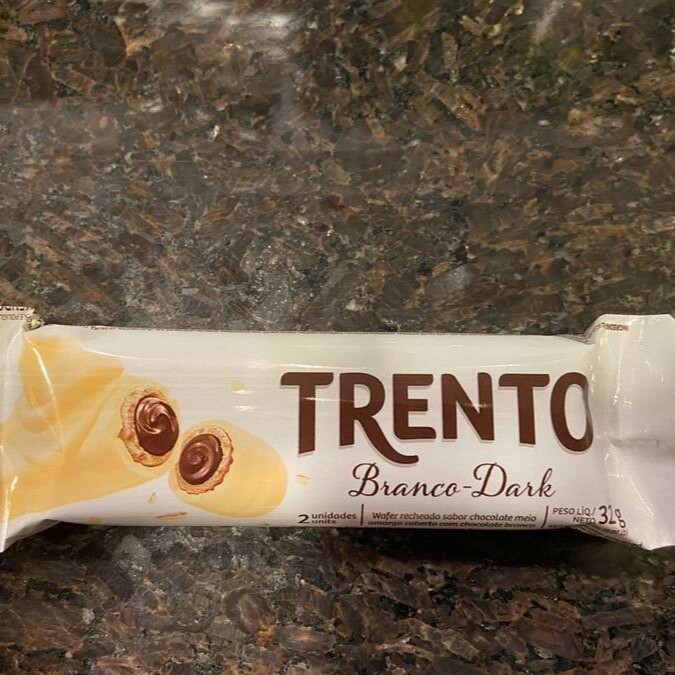 TRENTO
Branco-Dark
2 unidades
units
Wafer recheado sabor chocolate meio
amargo coberto com chocolate branco
PESO LÍQ/
NETO 32g